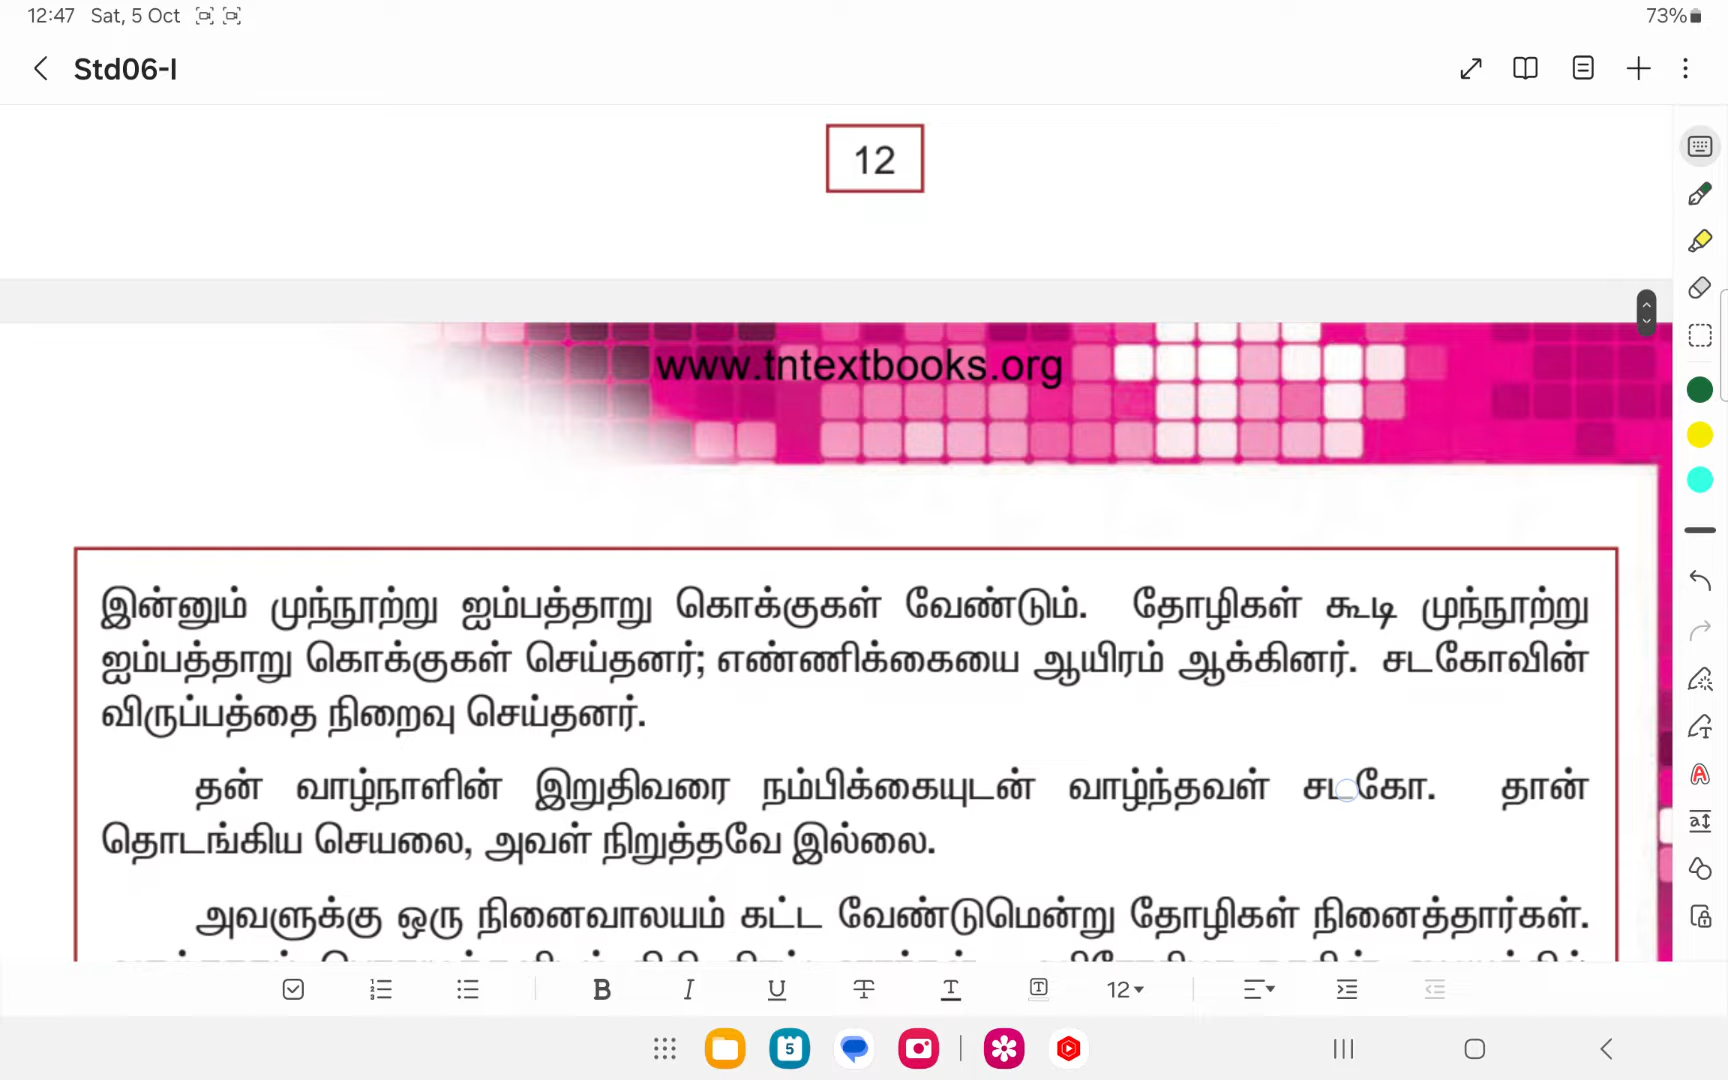 12:47 Sat, 5 Oct
73%
Std06-I
12
www.tntextbooks.org
இன்னும் முந்நூற்று ஐம்பத்தாறு கொக்குகள் வேண்டும். தோழிகள் கூடி முந்நூற்று
ஐம்பத்தாறு கொக்குகள் செய்தனர்; எண்ணிக்கையை ஆயிரம் ஆக்கினர். சடகோவின்
விருப்பத்தை நிறைவு செய்தனர்.
தன் வாழ்நாளின் இறுதிவரை நம்பிக்கையுடன் வாழ்ந்தவள் சடகோ. தான்
தொடங்கிய செயலை, அவள் நிறுத்தவே இல்லை.
அவளுக்கு ஒரு நினைவாலயம் கட்ட வேண்டுமென்று தோழிகள் நினைத்தார்கள்.
B I U T T T 12
5